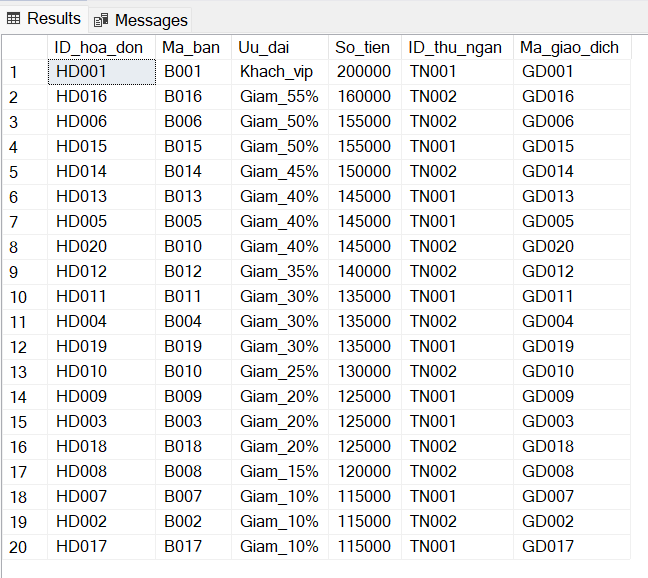 Results Messages
ID_hoa_don Ma_ban Uu_dai So_tien ID_thu_ngan Ma_giao_dich
1 HD001 B001 Khach_vip 200000 TN001 GD001
2 HD016 B016 Giam_55% 160000 TN002 GD016
3 HD006 B006 Giam_50% 155000 TN002 GD006
4 HD015 B015 Giam_50% 155000 TN001 GD015
5 HD014 B014 Giam_45% 150000 TN002 GD014
6 HD013 B013 Giam_40% 145000 TN001 GD013
7 HD005 B005 Giam_40% 145000 TN001 GD005
8 HD020 B010 Giam_40% 145000 TN002 GD020
9 HD012 B012 Giam_35% 140000 TN002 GD012
10 HD011 B011 Giam_30% 135000 TN001 GD011
11 HD004 B004 Giam_30% 135000 TN002 GD004
12 HD019 B019 Giam_30% 135000 TN001 GD019
13 HD010 B010 Giam_25% 130000 TN002 GD010
14 HD009 B009 Giam_20% 125000 TN001 GD009
15 HD003 B003 Giam_20% 125000 TN001 GD003
16 HD018 B018 Giam_20% 125000 TN002 GD018
17 HD008 B008 Giam_15% 120000 TN002 GD008
18 HD007 B007 Giam_10% 115000 TN001 GD007
19 HD002 B002 Giam_10% 115000 TN002 GD002
20 HD017 B017 Giam_10% 115000 TN001 GD017